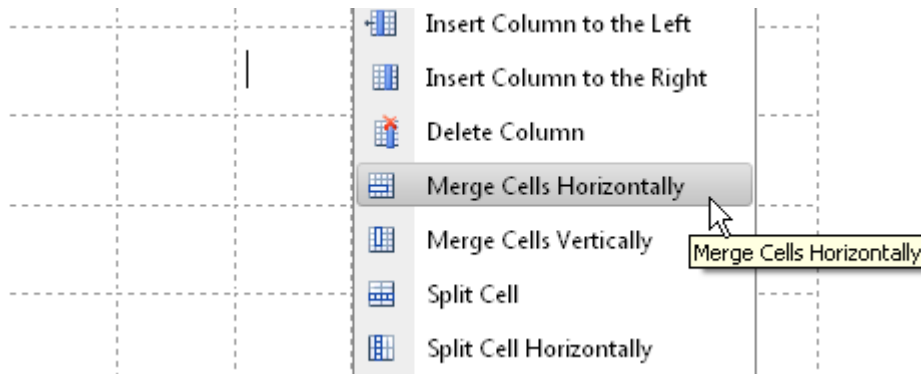 Insert Column to the Left
Insert Column to the Right
Delete Column
Merge Cells Horizontally
Merge Cells Vertically
Merge Cells Horizontally
Split Cell
Split Cell Horizontally